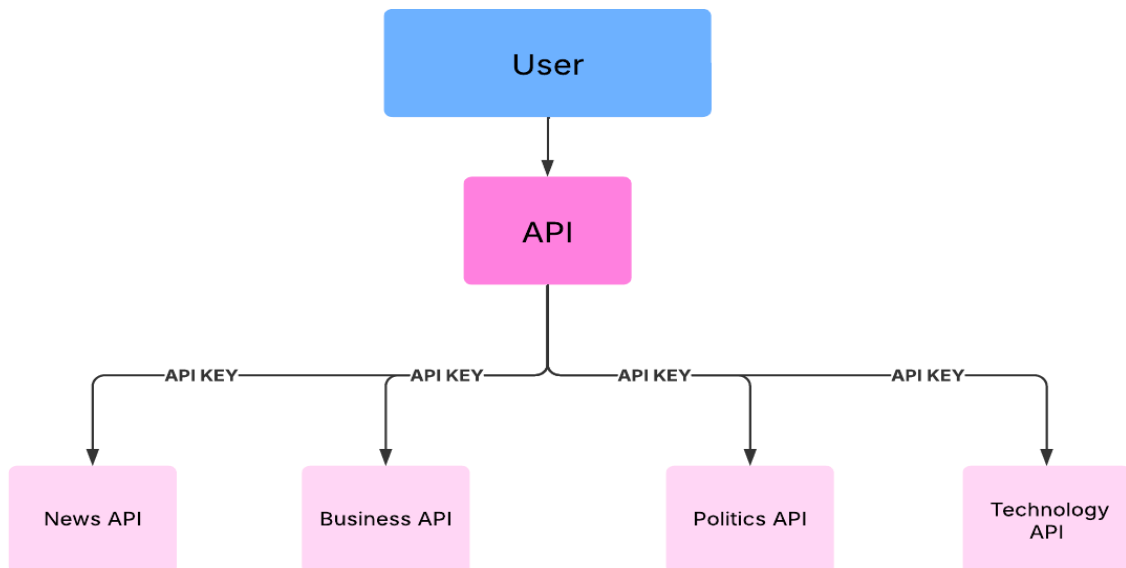 User
API
API KEY API KEY API KEY API KEY
News API
Business API
Politics API
Technology
API